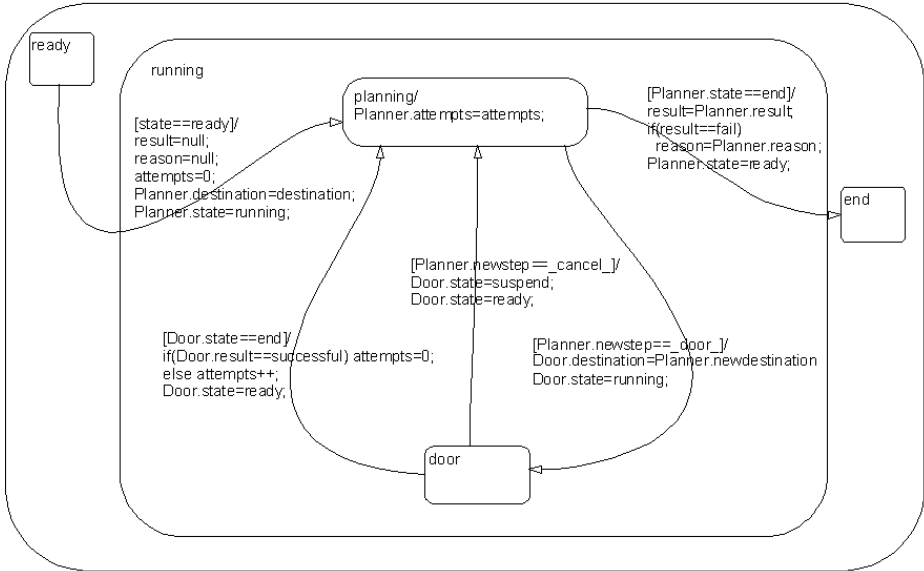 ready
running
planning/
Planner.attempts=attempts;
[Planner.state==end]/
result=Planner.result;
if(result==fail)
reason=Planner.reason;
Planner.state=ready;
[state==ready]/
result=null;
reason=null;
attempts=0;
Planner.destination=destination;
Planner.state=running;
end
[Planner.newstep==_cancel_]/
Door.state=suspend;
Door.state=ready;
[Door.state==end]/
if(Door.result==successful) attempts=0;
else attempts++;
Door.state=ready;
[Planner.newstep==_door_]/
Door.destination=Planner.newdestination
Door.state=running;
door